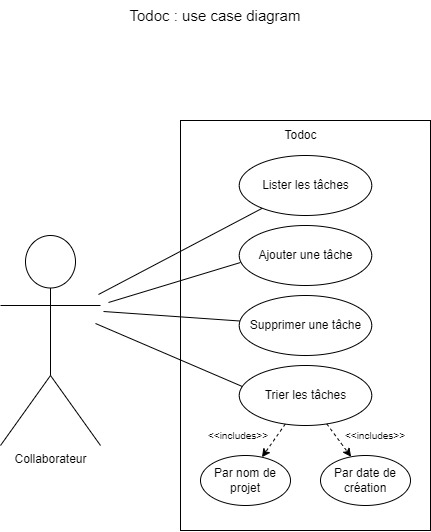 Todoc : use case diagram
Todoc
Lister les tâches
Ajouter une tâche
Supprimer une tâche
Trier les tâches
<<includes>>
<<includes>>
Par nom de
projet
Par date de
création
Collaborateur